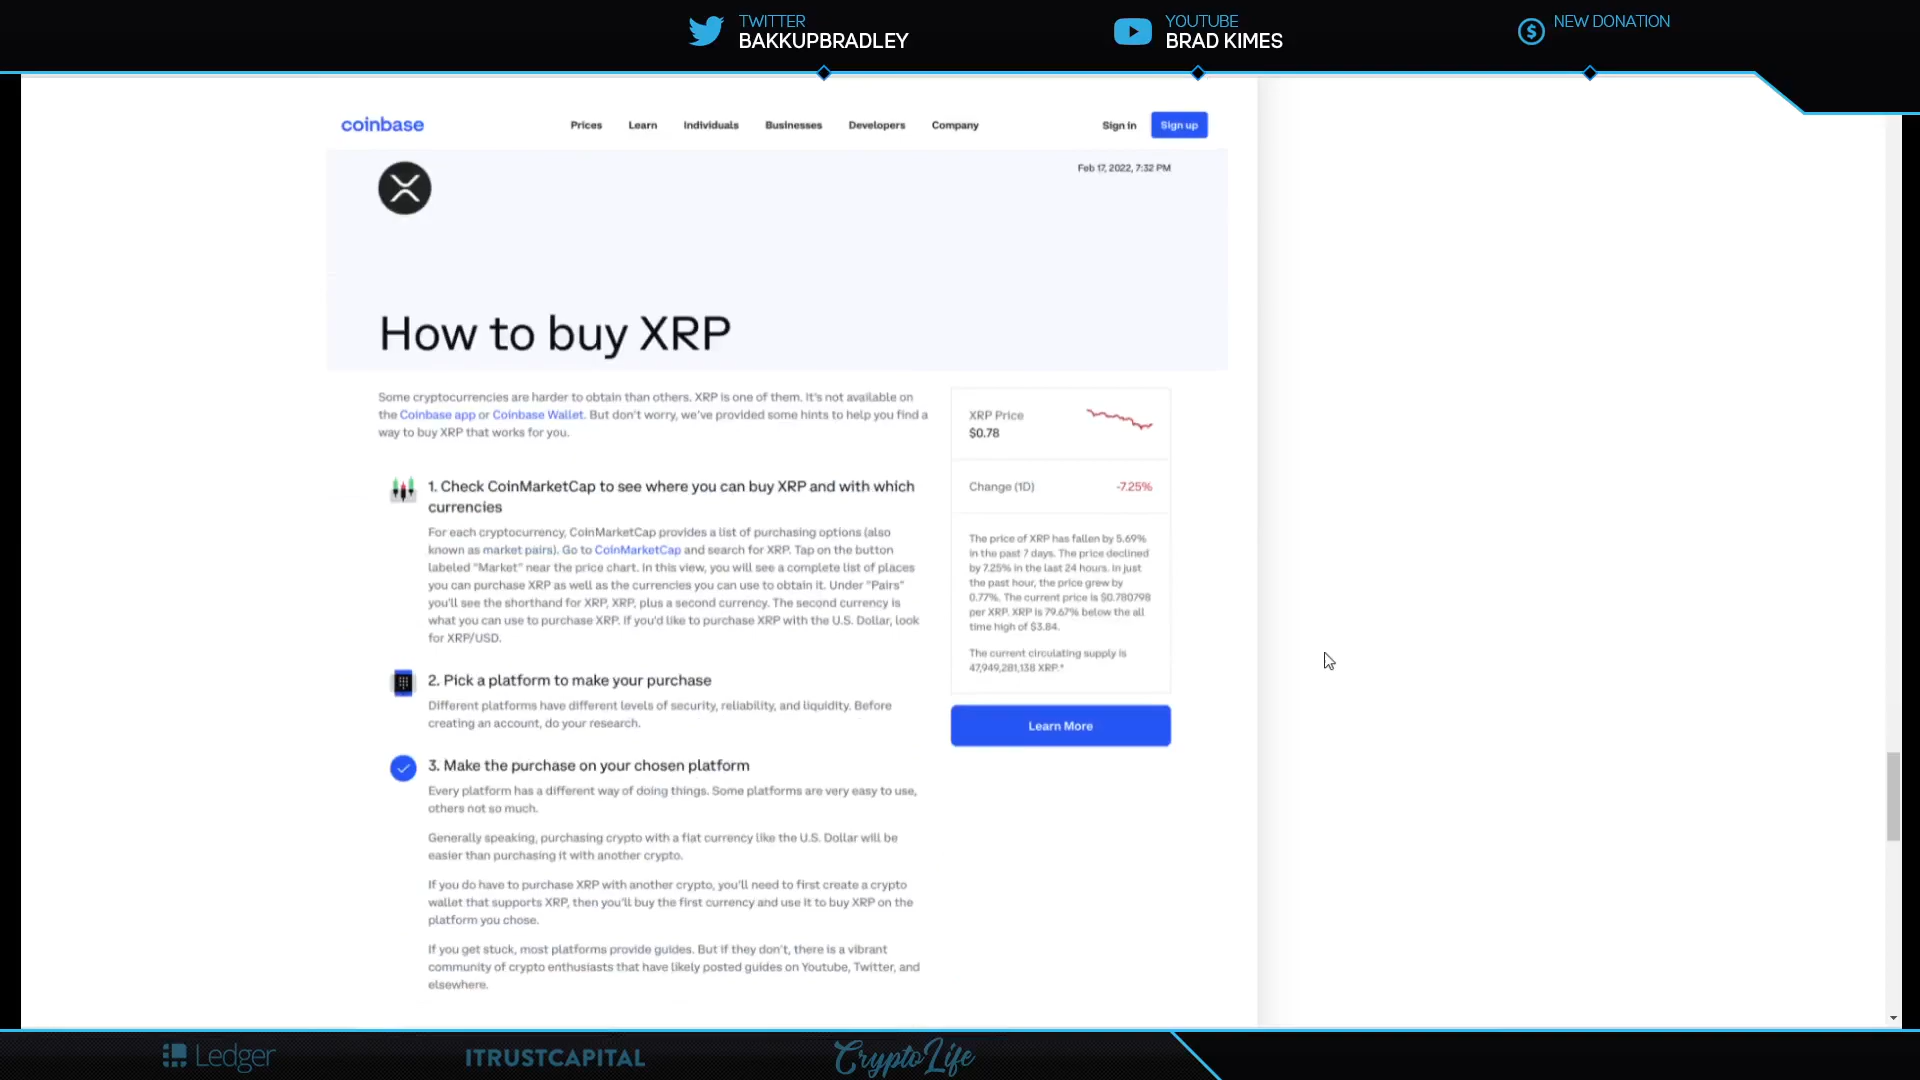 TWITTER
BAKKUPBRADLEY
YOUTUBE
BRAD KIMES
NEW DONATION
coinbase
Prices Learn Individuals Businesses Developers Company Sign in Sign up
Feb 17, 2022, 7:32 PM
How to buy XRP
Some cryptocurrencies are harder to obtain than others. XRP is one of them. It's not available on
the Coinbase app or Coinbase Wallet. But don't worry, we've provided some hints to help you find a
way to buy XRP that works for you.
1. Check CoinMarketCap to see where you can buy XRP and with which
currencies
For each cryptocurrency, CoinMarketCap provides a list of purchasing options (also
known as market pairs). Go to CoinMarketCap and search for XRP. Tap on the button
labeled "Market" near the price chart. In this view, you will see a complete list of places
you can purchase XRP as well as the currencies you can use to obtain it. Under "Pairs"
you'll see the shorthand for XRP, XRP, plus a second currency. The second currency is
what you can use to purchase XRP. If you'd like to purchase XRP with the U.S. Dollar, look
for XRP/USD.
2. Pick a platform to make your purchase
Different platforms have different levels of security, reliability, and liquidity. Before
creating an account, do your research.
3. Make the purchase on your chosen platform
Every platform has a different way of doing things. Some platforms are very easy to use,
others not so much.
Generally speaking, purchasing crypto with a fiat currency like the U.S. Dollar will be
easier than purchasing it with another crypto.
If you do have to purchase XRP with another crypto, you'll need to first create a crypto
wallet that supports XRP, then you'll buy the first currency and use it to buy XRP on the
platform you chose.
If you get stuck, most platforms provide guides. But if they don't, there is a vibrant
community of crypto enthusiasts that have likely posted guides on Youtube, Twitter, and
elsewhere.
XRP Price
$0.78
Change (1D) -7.25%
The price of XRP has fallen by 5.69%
in the past 7 days. The price declined
by 7.25% in the last 24 hours. In just
the past hour, the price grew by
0.77%. The current price is $0.780798
per XRP. XRP is 79.67% below the all
time high of $3.84.
The current circulating supply is
47,949,281,138 XRP.*
Learn More
Ledger
ITRUSTCAPITAL
CryptoLife